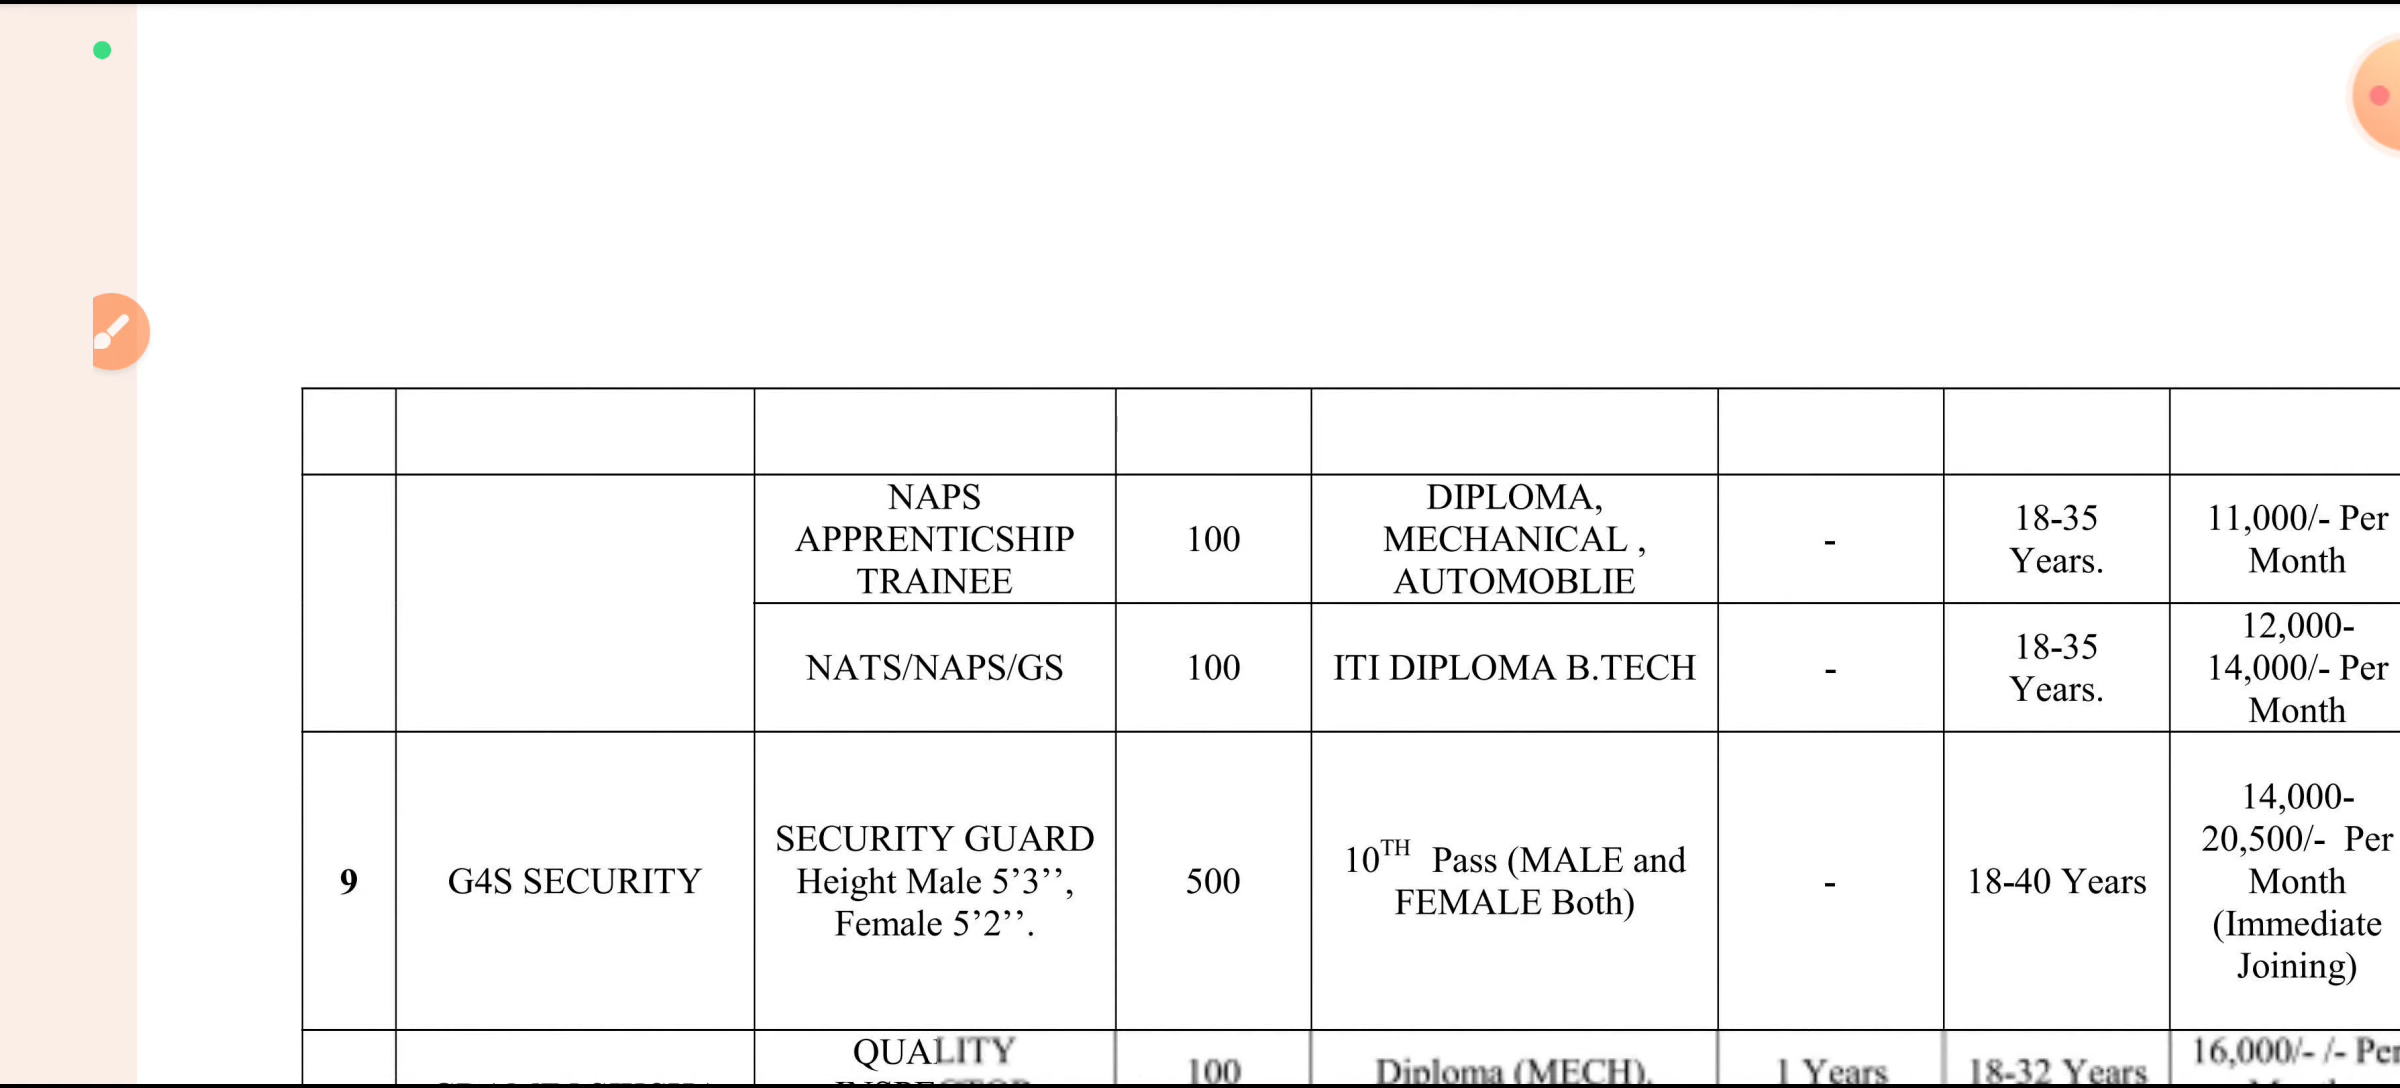 NAPS
APPRENTICSHIP
TRAINEE
100
DIPLOMA,
MECHANICAL ,
AUTOMOBLIE
-
18-35
Years.
11,000/- Per
Month
NATS/NAPS/GS
100
ITI DIPLOMA B.TECH
-
18-35
Years.
12,000-
14,000/- Per
Month
9
G4S SECURITY
SECURITY GUARD
Height Male 5’3’’,
Female 5’2’’.
500
10TH Pass (MALE and
FEMALE Both)
-
18-40 Years
14,000-
20,500/- Per
Month
(Immediate
Joining)
QUALITY
100
Diploma (MECH).
1 Years
18-32 Years
16,000/- /- Per